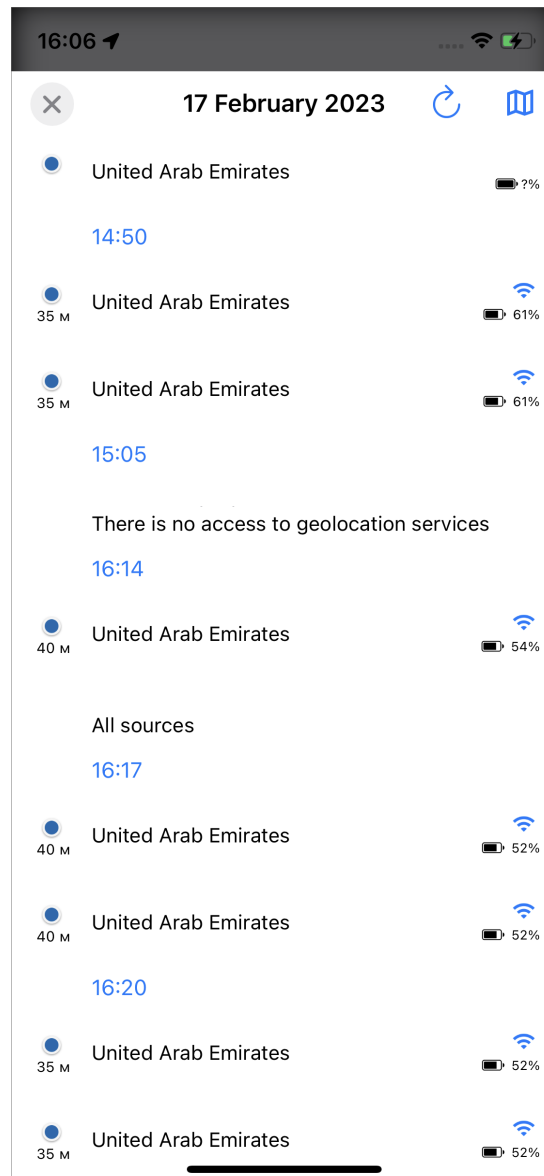 16:06
17 February 2023
United Arab Emirates
?%
14:50
United Arab Emirates
35 м
61%
United Arab Emirates
35 м
61%
15:05
There is no access to geolocation services
16:14
United Arab Emirates
40 м
54%
All sources
16:17
United Arab Emirates
40 м
52%
United Arab Emirates
40 м
52%
16:20
United Arab Emirates
35 м
52%
United Arab Emirates
35 м
52%